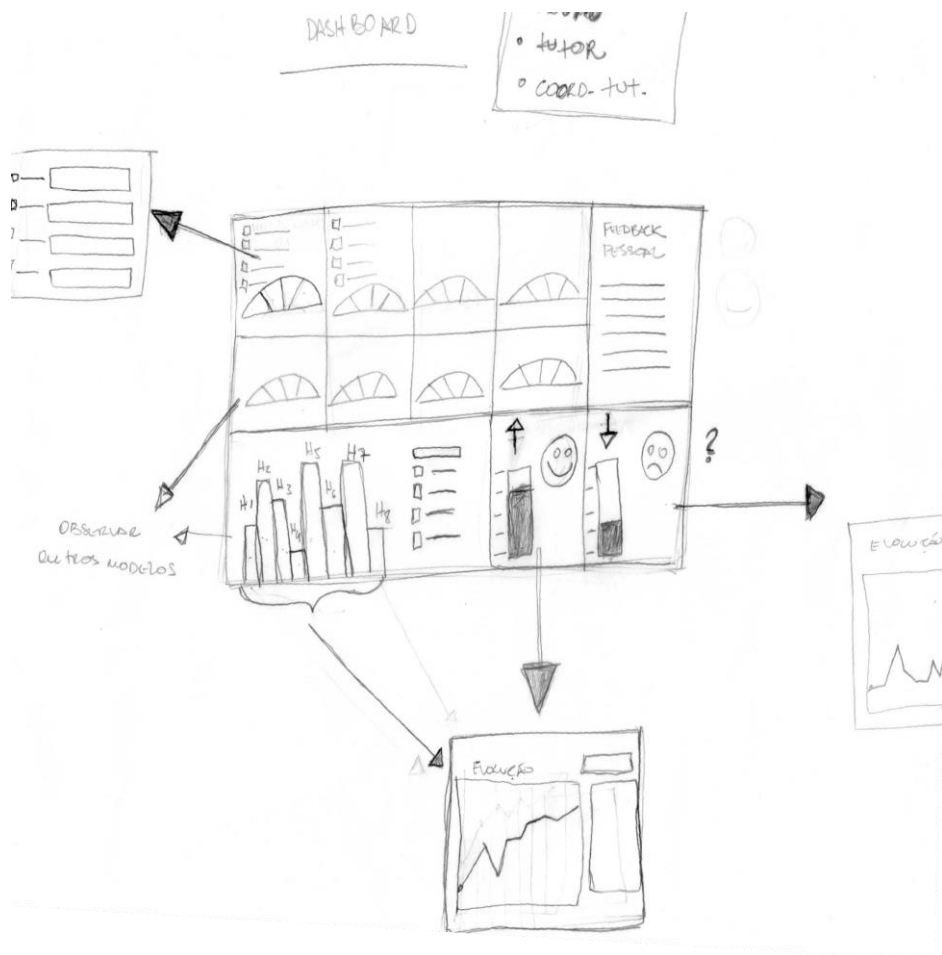 DASHBOARD
• TUTOR
• COORD. TUT.
FEEDBACK
PESSOAL
H1
H2
H3
H4
H5
H6
H7
H8
?
OBSERVAR
OUTROS MODELOS
EVOLUÇÃO
EVOLUÇÃO